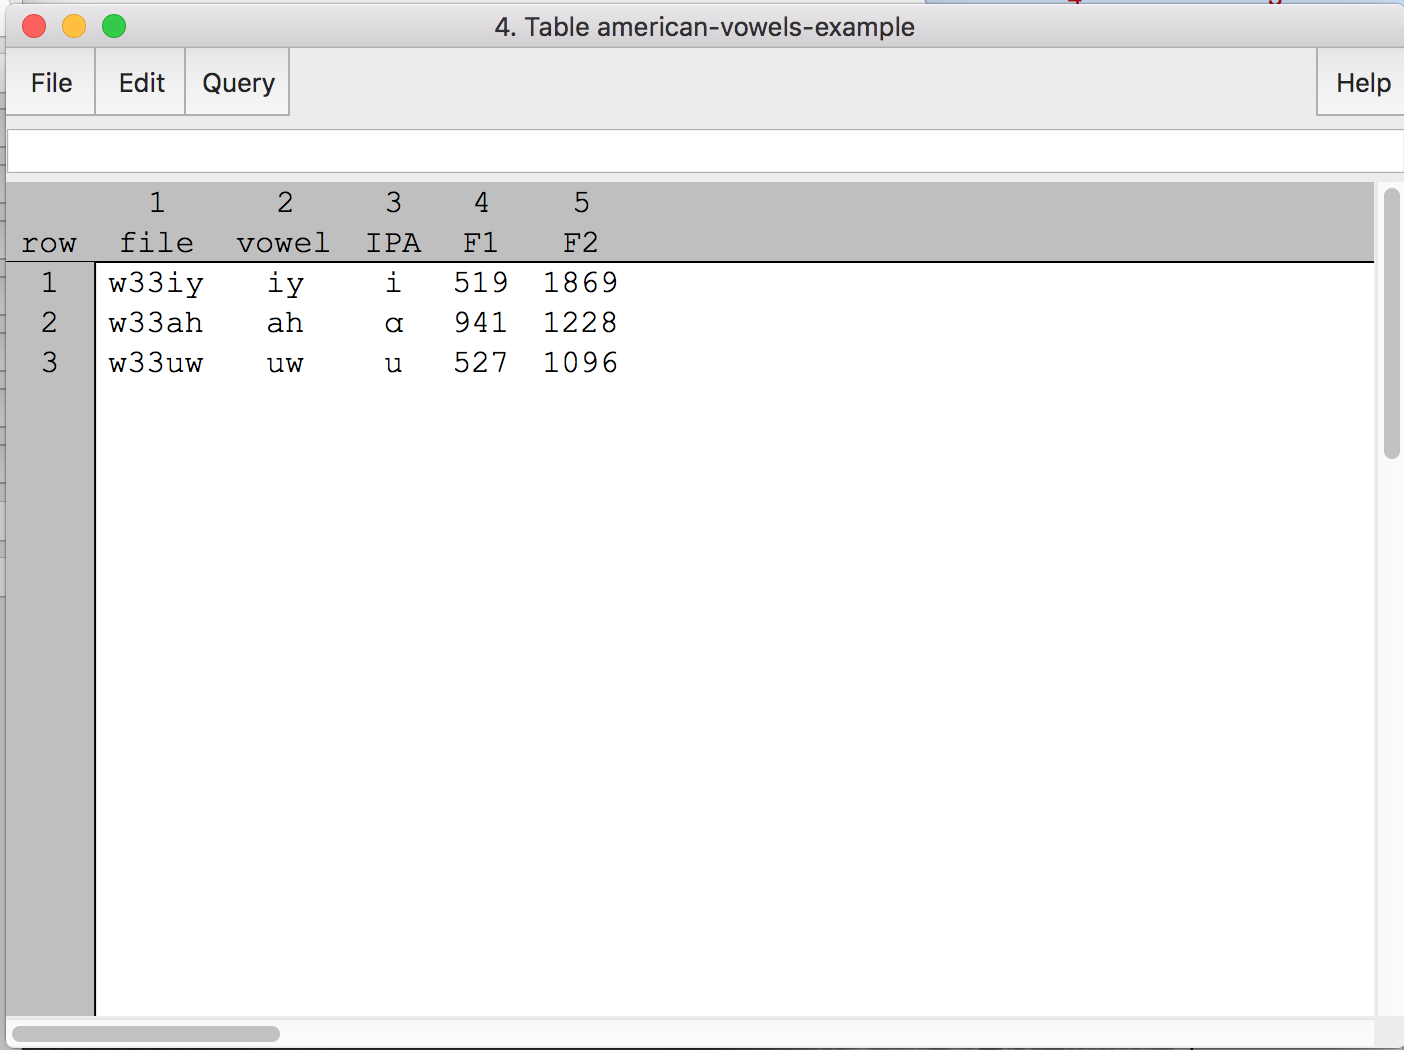 4. Table american-vowels-example
File Edit Query Help
1 2 3 4 5
row file vowel IPA F1 F2
1 w33iy iy i 519 1869
2 w33ah ah ɑ 941 1228
3 w33uw uw u 527 1096